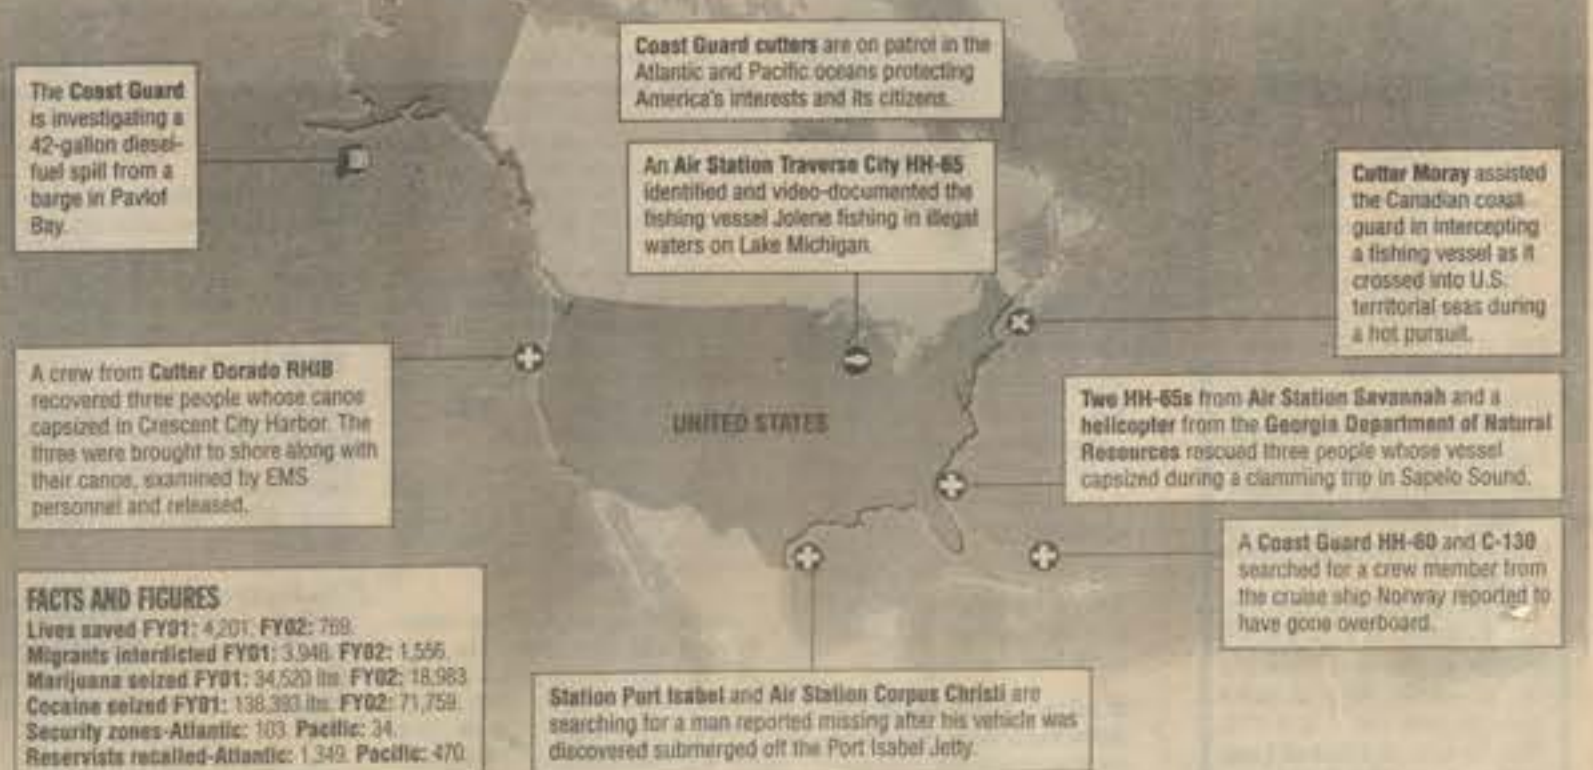 Coast Guard cutters are on patrol in the
Atlantic and Pacific oceans protecting
America's interests and its citizens.
The Coast Guard
is investigating a
42-gallon diesel-
fuel spill from a
barge in Pavlof
Bay.
An Air Station Traverse City HH-65
identified and video-documented the
fishing vessel Jolene fishing in illegal
waters on Lake Michigan.
Cutter Moray assisted
the Canadian coast
guard in intercepting
a fishing vessel as it
crossed into U.S.
territorial seas during
a hot pursuit.
A crew from Cutter Dorado RHIB
recovered three people whose canoe
capsized in Crescent City Harbor. The
three were brought to shore along with
their canoe, examined by EMS
personnel and released.
UNITED STATES
Two HH-65s from Air Station Savannah and a
helicopter from the Georgia Department of Natural
Resources rescued three people whose vessel
capsized during a clamming trip in Sapelo Sound.
A Coast Guard HH-60 and C-130
searched for a crew member from
the cruise ship Norway reported to
have gone overboard.
FACTS AND FIGURES
Lives saved FY01: 4,201. FY02: 769.
Migrants interdicted FY01: 3,948. FY02: 1,556.
Marijuana seized FY01: 34,520 lbs. FY02: 18,983
Cocaine seized FY01: 138,393 lbs. FY02: 71,759.
Security zones-Atlantic: 103. Pacific: 34.
Reservists recalled-Atlantic: 1,349. Pacific: 470.
Station Port Isabel and Air Station Corpus Christi are
searching for a man reported missing after his vehicle was
discovered submerged off the Port Isabel Jetty.